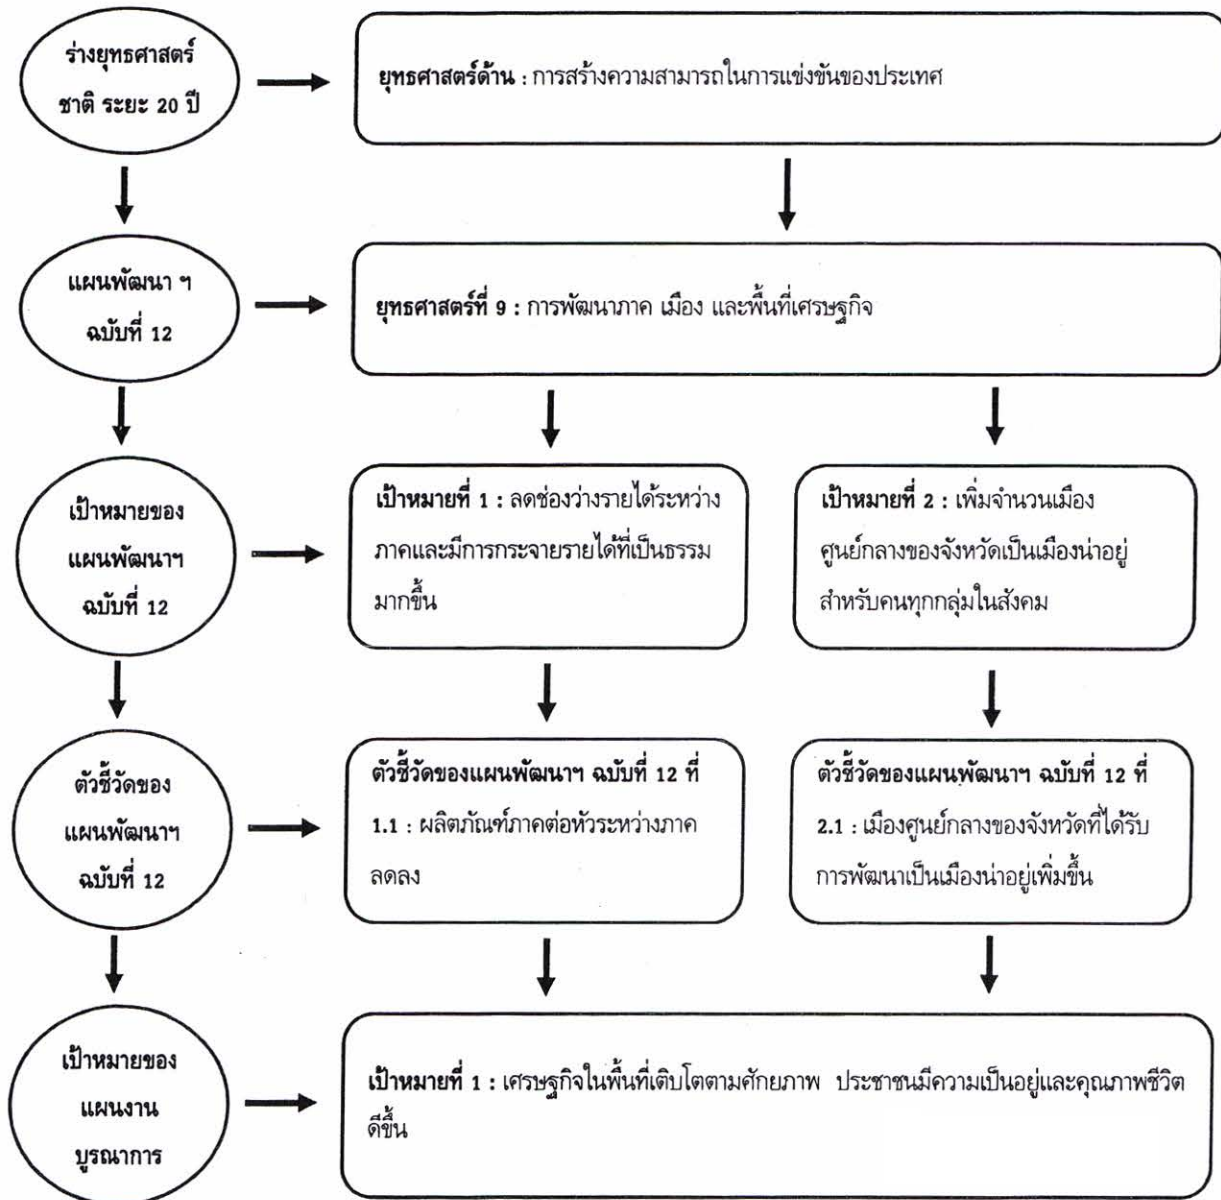 ร่างยุทธศาสตร์
ชาติ ระยะ 20 ปี
ยุทธศาสตร์ด้าน : การสร้างความสามารถในการแข่งขันของประเทศ
แผนพัฒนา ฯ
ฉบับที่ 12
ยุทธศาสตร์ที่ 9 : การพัฒนาภาค เมือง และพื้นที่เศรษฐกิจ
เป้าหมายของ
แผนพัฒนาฯ
ฉบับที่ 12
เป้าหมายที่ 1 : ลดช่องว่างรายได้ระหว่าง
ภาคและมีการกระจายรายได้ที่เป็นธรรม
มากขึ้น
เป้าหมายที่ 2 : เพิ่มจำนวนเมือง
ศูนย์กลางของจังหวัดเป็นเมืองน่าอยู่
สำหรับคนทุกกลุ่มในสังคม
ตัวชี้วัดของ
แผนพัฒนาฯ
ฉบับที่ 12
ตัวชี้วัดของแผนพัฒนาฯ ฉบับที่ 12 ที่
1.1 : ผลิตภัณฑ์ภาคต่อหัวระหว่างภาค
ลดลง
ตัวชี้วัดของแผนพัฒนาฯ ฉบับที่ 12 ที่
2.1 : เมืองศูนย์กลางของจังหวัดที่ได้รับ
การพัฒนาเป็นเมืองน่าอยู่เพิ่มขึ้น
เป้าหมายของ
แผนงาน
บูรณาการ
เป้าหมายที่ 1 : เศรษฐกิจในพื้นที่เติบโตตามศักยภาพ ประชาชนมีความเป็นอยู่และคุณภาพชีวิต
ดีขึ้น